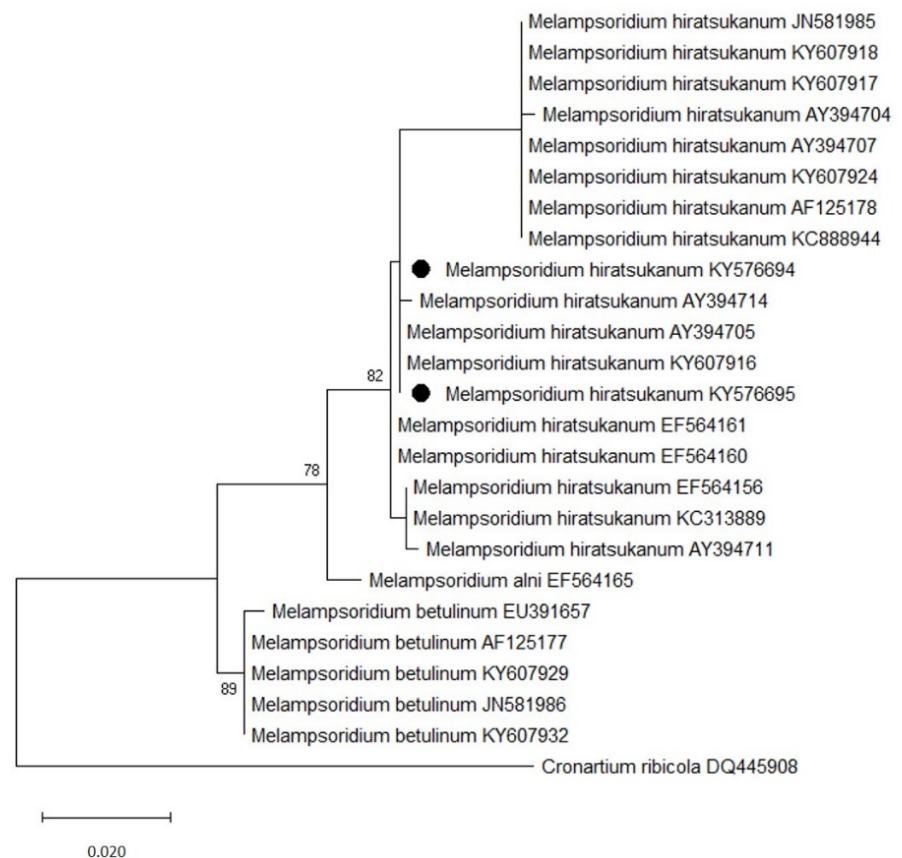 Melampsoridium hiratsukanum JN581985
Melampsoridium hiratsukanum KY607918
Melampsoridium hiratsukanum KY607917
Melampsoridium hiratsukanum AY394704
Melampsoridium hiratsukanum AY394707
Melampsoridium hiratsukanum KY607924
Melampsoridium hiratsukanum AF125178
Melampsoridium hiratsukanum KC888944
Melampsoridium hiratsukanum KY576694
Melampsoridium hiratsukanum AY394714
Melampsoridium hiratsukanum AY394705
Melampsoridium hiratsukanum KY607916
82
Melampsoridium hiratsukanum KY576695
Melampsoridium hiratsukanum EF564161
Melampsoridium hiratsukanum EF564160
78
Melampsoridium hiratsukanum EF564156
Melampsoridium hiratsukanum KC313889
Melampsoridium hiratsukanum AY394711
Melampsoridium alni EF564165
Melampsoridium betulinum EU391657
Melampsoridium betulinum AF125177
Melampsoridium betulinum KY607929
89
Melampsoridium betulinum JN581986
Melampsoridium betulinum KY607932
Cronartium ribicola DQ445908
0.020